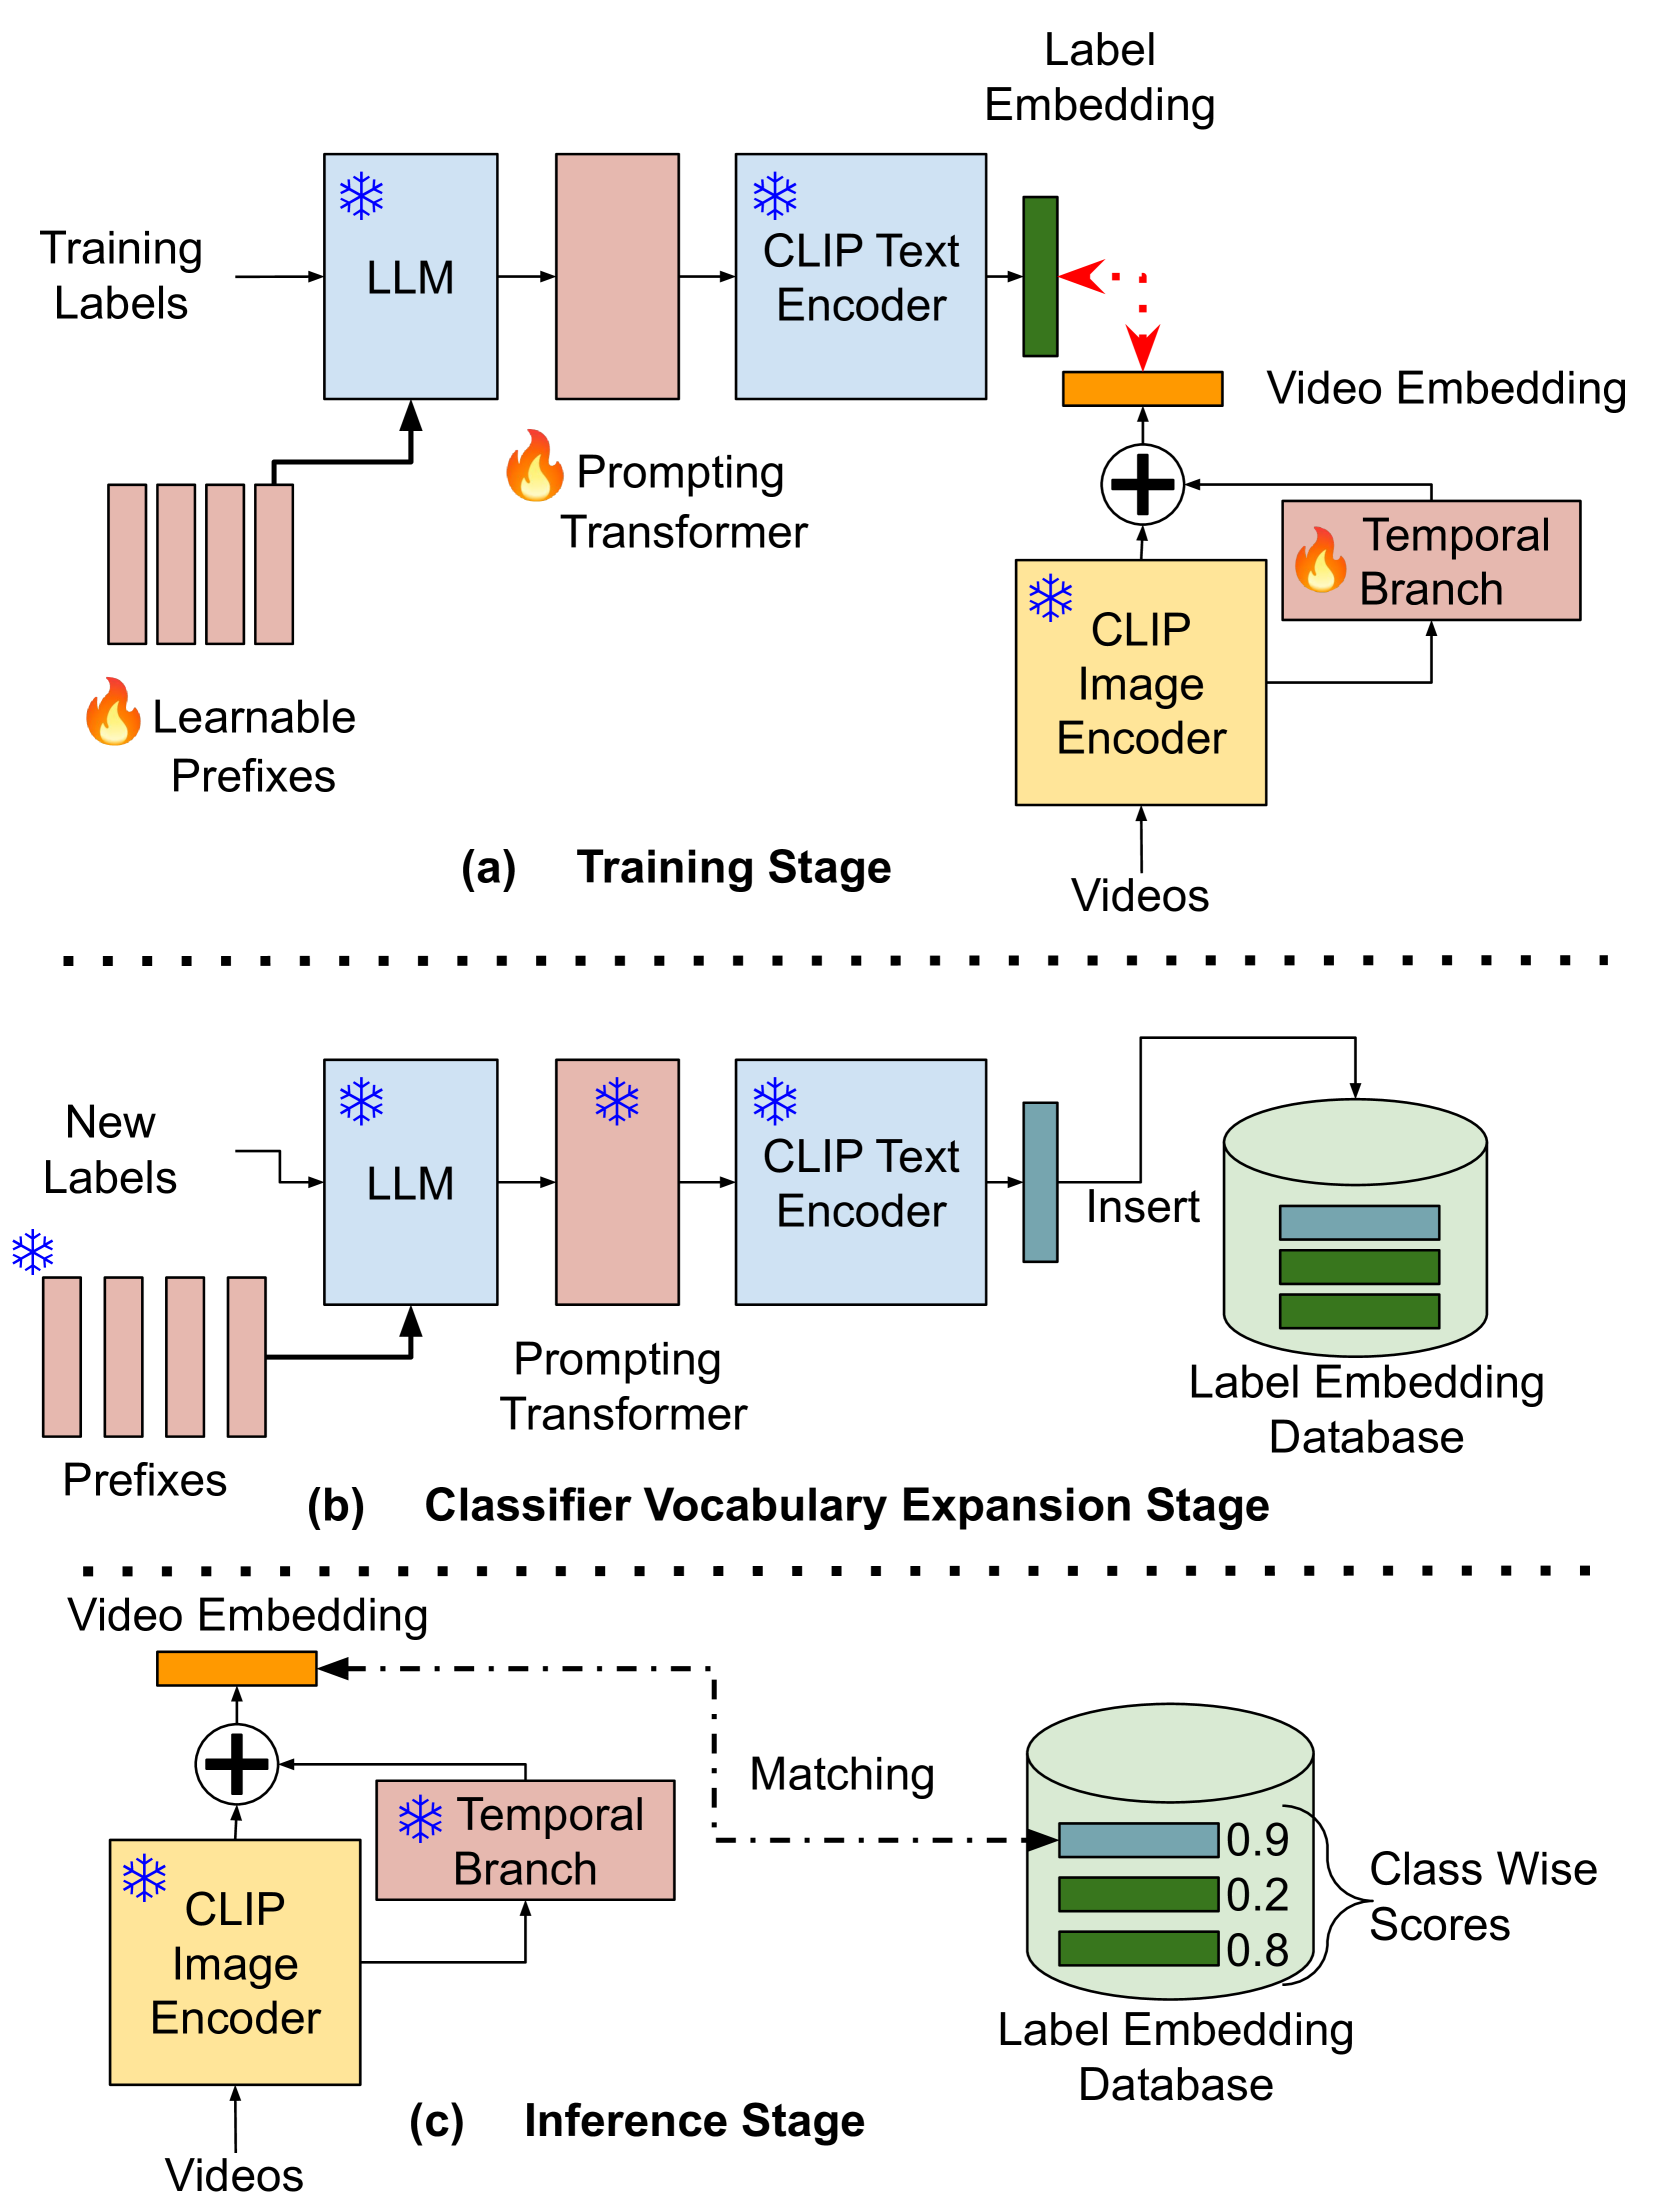 Label
Embedding
Training
Labels
LLM
CLIP Text
Encoder
Video Embedding
Prompting
Transformer
Temporal
Branch
CLIP
Image
Encoder
Learnable
Prefixes
(a) Training Stage
Videos
New
Labels
LLM
CLIP Text
Encoder
Insert
Prompting
Transformer
Label Embedding
Database
Prefixes
(b) Classifier Vocabulary Expansion Stage
Video Embedding
Matching
Temporal
Branch
CLIP
Image
Encoder
0.9
0.2
0.8
Class Wise
Scores
Label Embedding
Database
(c) Inference Stage
Videos